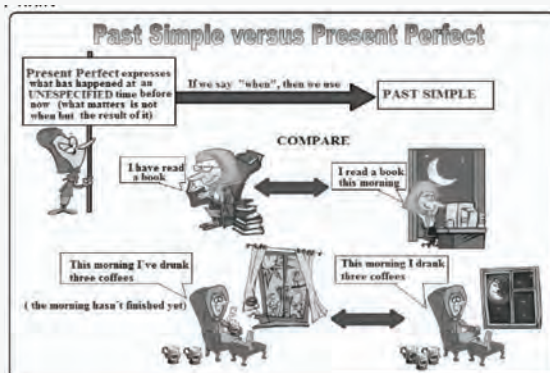 Past Simple versus Present Perfect
Present Perfect expresses
what has happened at an
UNESPECIFIED time before
now (what matters is not
when but the result of it)
If we say "when", then we use
PAST SIMPLE
COMPARE
I have read
a book
I read a book
this morning
This morning I've drunk
three coffees
( the morning hasn't finished yet)
This morning I drank
three coffees